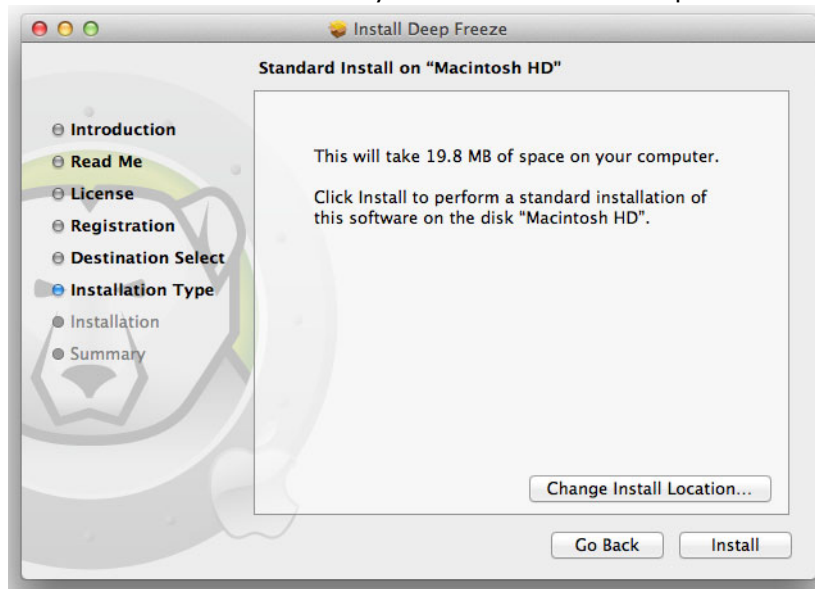 Install Deep Freeze
Standard Install on "Macintosh HD"
Introduction
Read Me
License
Registration
Destination Select
Installation Type
Installation
Summary
This will take 19.8 MB of space on your computer.
Click Install to perform a standard installation of
this software on the disk "Macintosh HD".
Change Install Location...
Go Back
Install